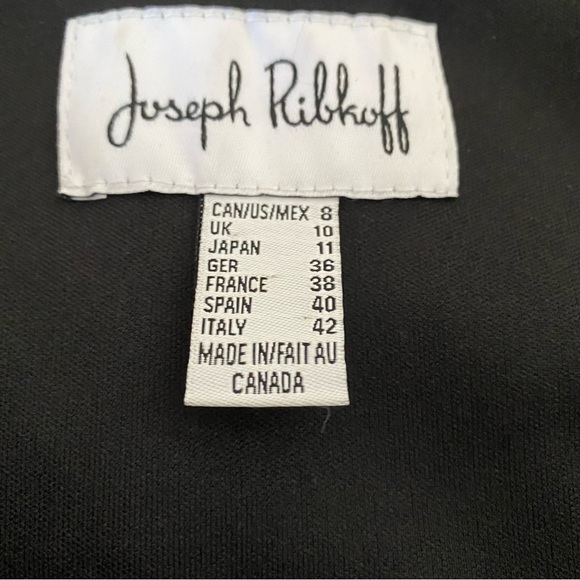 Joseph Ribkoff
CAN/US/MEX 8
UK 10
JAPAN 11
GER 36
FRANCE 38
SPAIN 40
ITALY 42
MADE IN/FAIT AU
CANADA